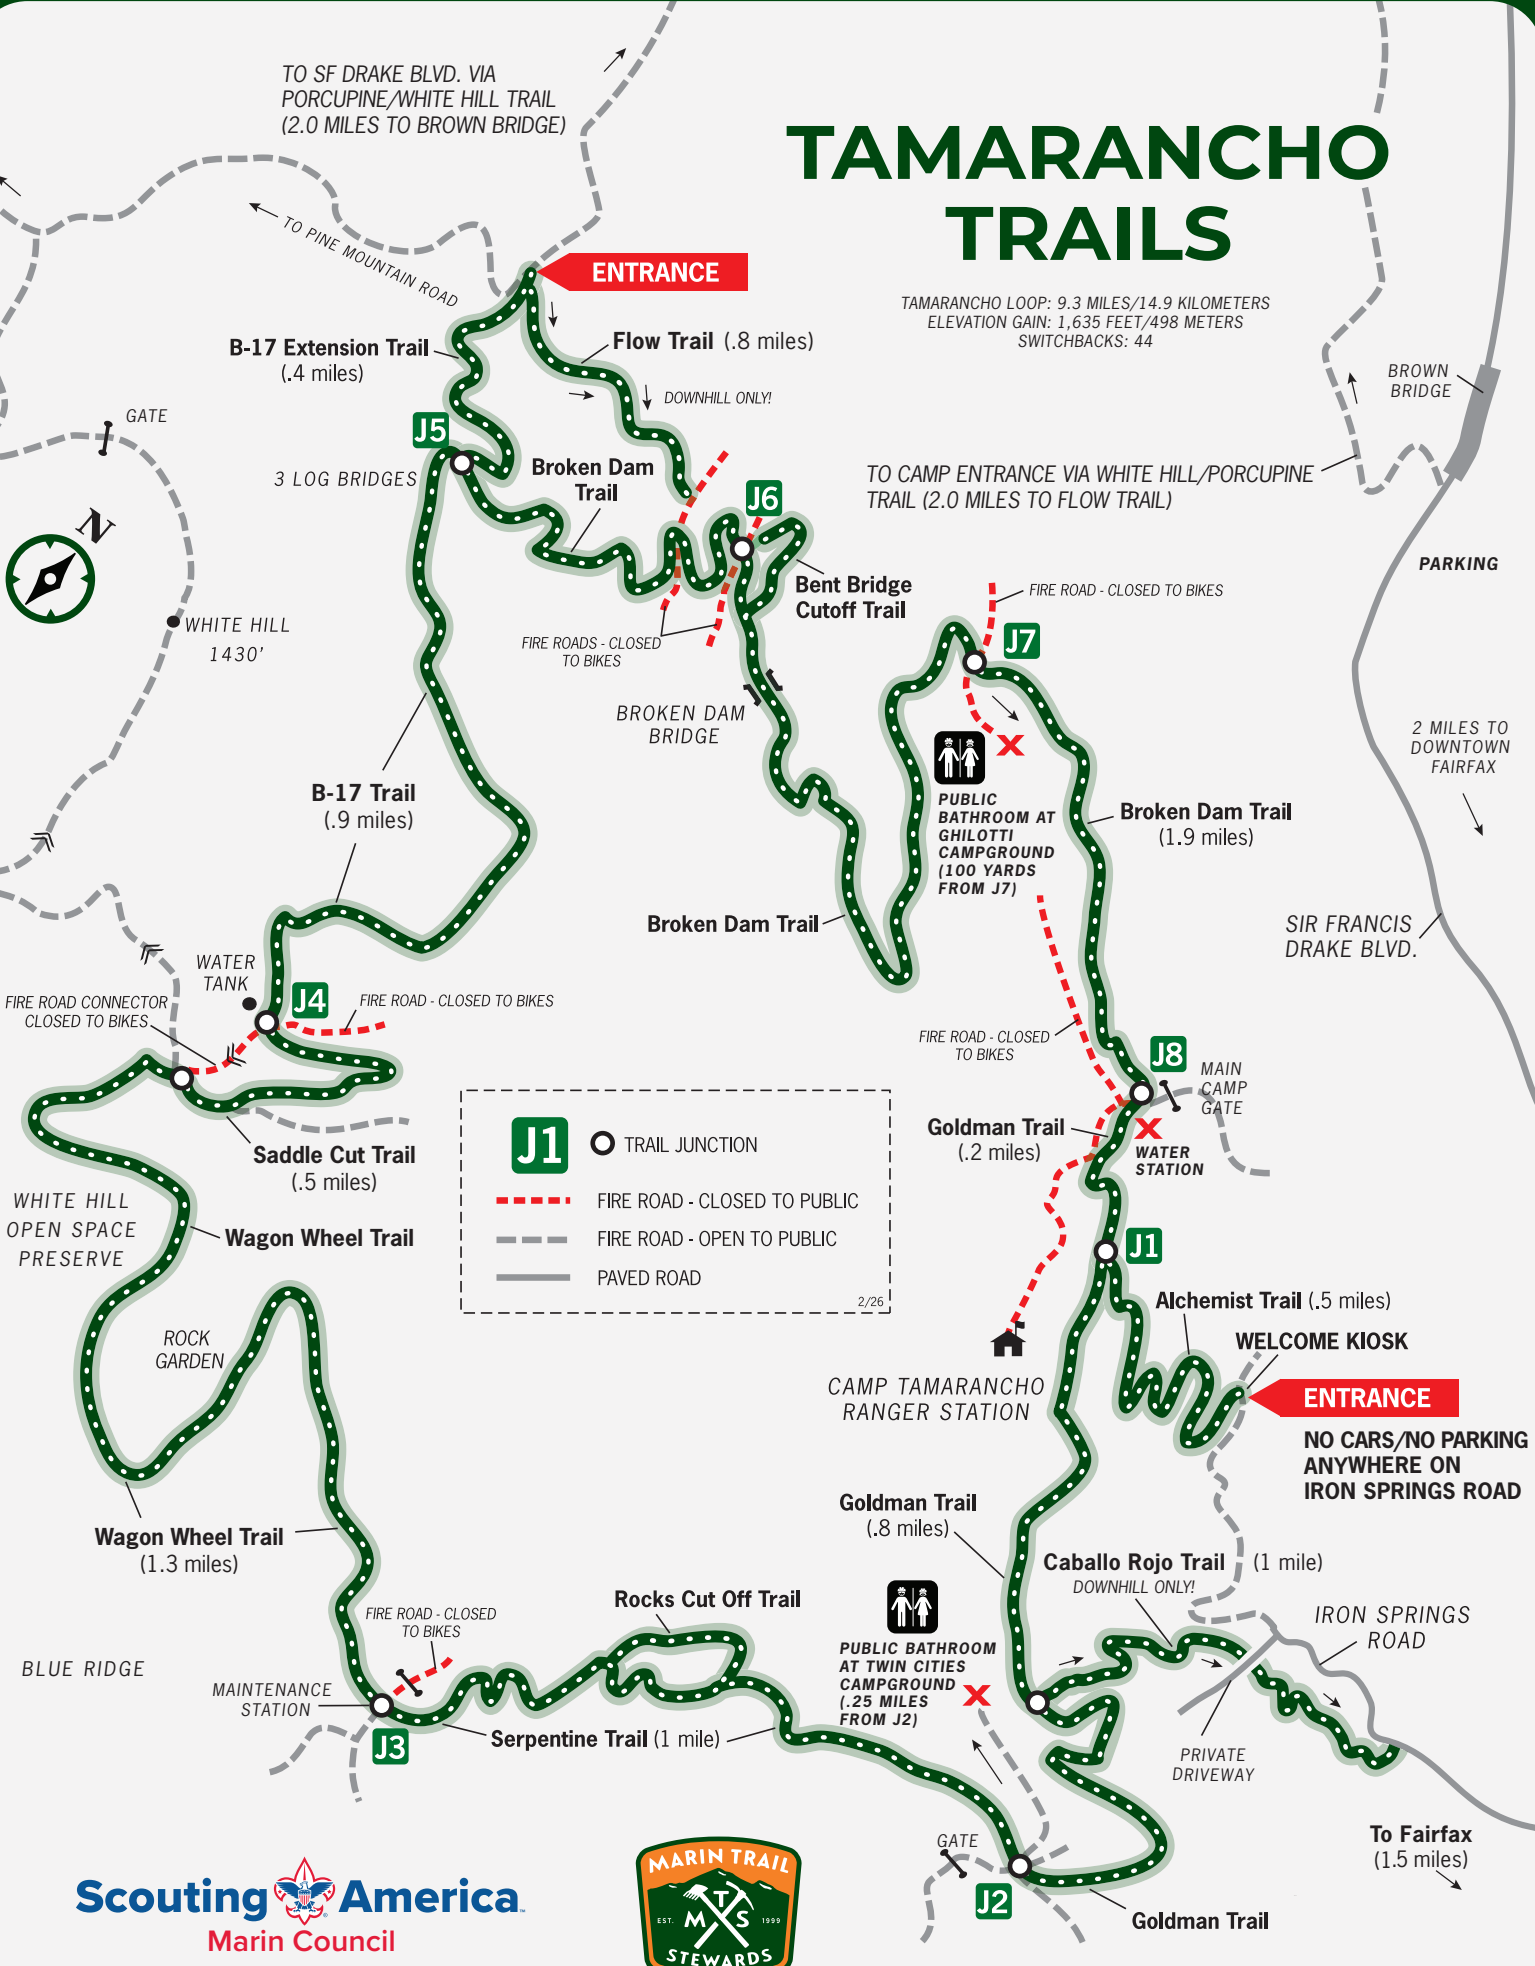 TO SF DRAKE BLVD. VIA
PORCUPINE/WHITE HILL TRAIL
(2.0 MILES TO BROWN BRIDGE)
TAMARANCHO
TRAILS
TAMARANCHO LOOP: 9.3 MILES/14.9 KILOMETERS
ELEVATION GAIN: 1,635 FEET/498 METERS
SWITCHBACKS: 44
TO PINE MOUNTAIN ROAD
ENTRANCE
B-17 Extension Trail
(.4 miles)
Flow Trail (.8 miles)
DOWNHILL ONLY!
BROWN
BRIDGE
GATE
J5
3 LOG BRIDGES
Broken Dam
Trail
J6
TO CAMP ENTRANCE VIA WHITE HILL/PORCUPINE
TRAIL (2.0 MILES TO FLOW TRAIL)
N
PARKING
Bent Bridge
Cutoff Trail
FIRE ROAD - CLOSED TO BIKES
WHITE HILL
1430'
FIRE ROADS - CLOSED
TO BIKES
J7
BROKEN DAM
BRIDGE
2 MILES TO
DOWNTOWN
FAIRFAX
B-17 Trail
(.9 miles)
PUBLIC
BATHROOM AT
GHILOTTI
CAMPGROUND
(100 YARDS
FROM J7)
Broken Dam Trail
(1.9 miles)
Broken Dam Trail
SIR FRANCIS
DRAKE BLVD.
WATER
TANK
J4
FIRE ROAD - CLOSED TO BIKES
FIRE ROAD CONNECTOR
CLOSED TO BIKES
FIRE ROAD - CLOSED
TO BIKES
J8
MAIN
CAMP
GATE
J1
TRAIL JUNCTION
FIRE ROAD - CLOSED TO PUBLIC
FIRE ROAD - OPEN TO PUBLIC
PAVED ROAD
2/26
Goldman Trail
(.2 miles)
WATER
STATION
Saddle Cut Trail
(.5 miles)
WHITE HILL
OPEN SPACE
PRESERVE
Wagon Wheel Trail
J1
Alchemist Trail (.5 miles)
WELCOME KIOSK
ROCK
GARDEN
CAMP TAMARANCHO
RANGER STATION
ENTRANCE
NO CARS/NO PARKING
ANYWHERE ON
IRON SPRINGS ROAD
Goldman Trail
(.8 miles)
Wagon Wheel Trail
(1.3 miles)
Caballo Rojo Trail (1 mile)
DOWNHILL ONLY!
Rocks Cut Off Trail
FIRE ROAD - CLOSED
TO BIKES
IRON SPRINGS
ROAD
PUBLIC BATHROOM
AT TWIN CITIES
CAMPGROUND
(.25 MILES
FROM J2)
BLUE RIDGE
MAINTENANCE
STATION
J3
Serpentine Trail (1 mile)
PRIVATE
DRIVEWAY
GATE
J2
To Fairfax
(1.5 miles)
Goldman Trail
Scouting America
Marin Council
MARIN TRAIL
T
M S
EST. 1999
STEWARDS